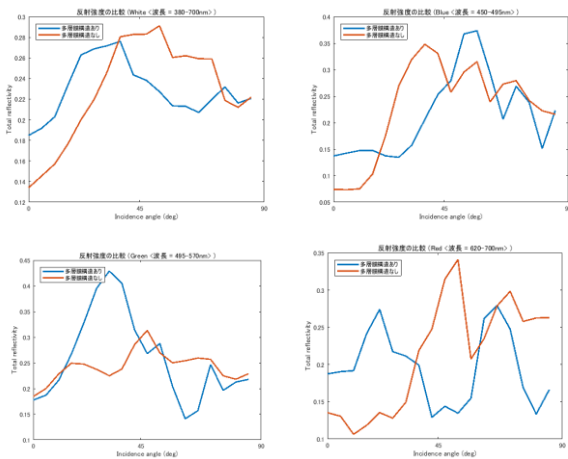 反射強度の比較(White<波長 = 380-700nm>)
多層膜構造あり
多層膜構造なし
Total reflectivity
0.3
0.28
0.26
0.24
0.22
0.2
0.18
0.16
0.14
0.12
0
45
90
Incidence angle (deg)
反射強度の比較(Blue<波長 = 450-495nm>)
多層膜構造あり
多層膜構造なし
Total reflectivity
0.45
0.4
0.35
0.3
0.25
0.2
0.15
0.1
0.05
0
45
90
Incidence angle (deg)
反射強度の比較(Green<波長 = 495-570nm>)
多層膜構造あり
多層膜構造なし
Total reflectivity
0.45
0.4
0.35
0.3
0.25
0.2
0.15
0.1
0
45
90
Incidence angle (deg)
反射強度の比較(Red<波長 = 620-700nm>)
多層膜構造あり
多層膜構造なし
Total reflectivity
0.35
0.3
0.25
0.2
0.15
0.1
0
45
90
Incidence angle (deg)